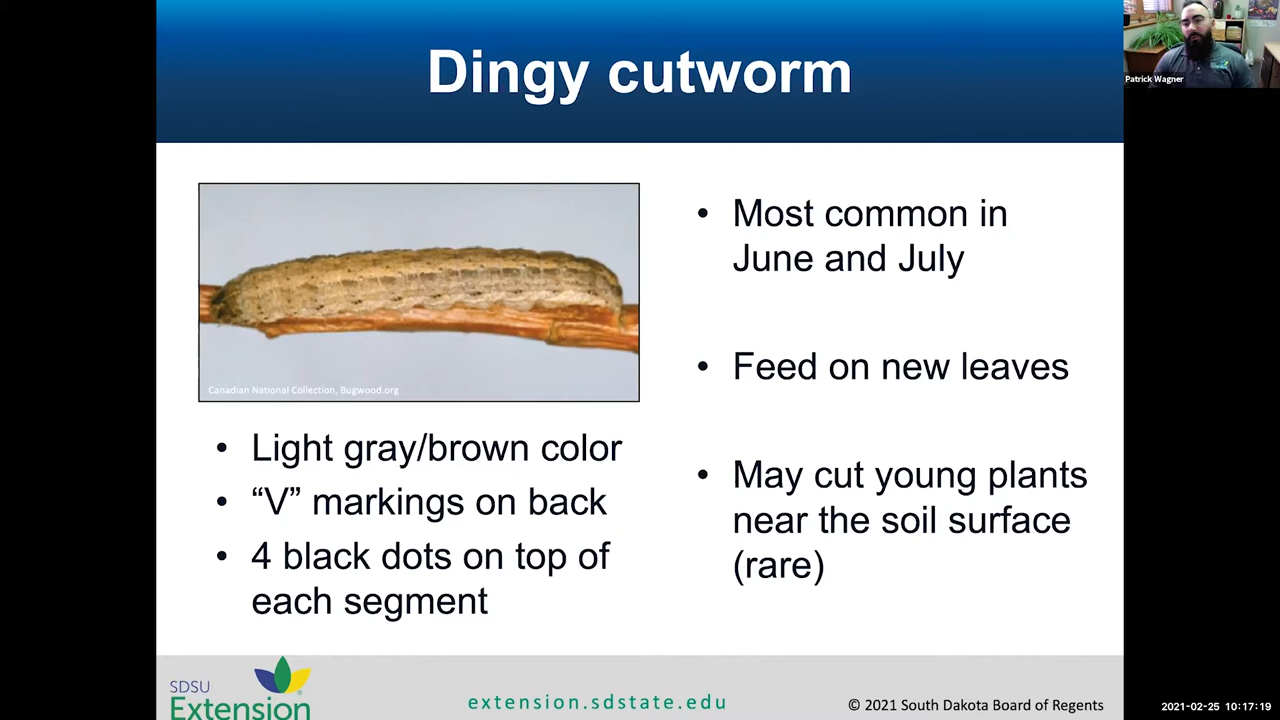 Dingy cutworm
Patrick Wagner
Canadian National Collection, Bugwood.org
• Light gray/brown color
• “V” markings on back
• 4 black dots on top of
each segment
• Most common in
June and July
• Feed on new leaves
• May cut young plants
near the soil surface
(rare)
SDSU
Extension
extension.sdstate.edu
© 2021 South Dakota Board of Regents
2021-02-25 10:17:19